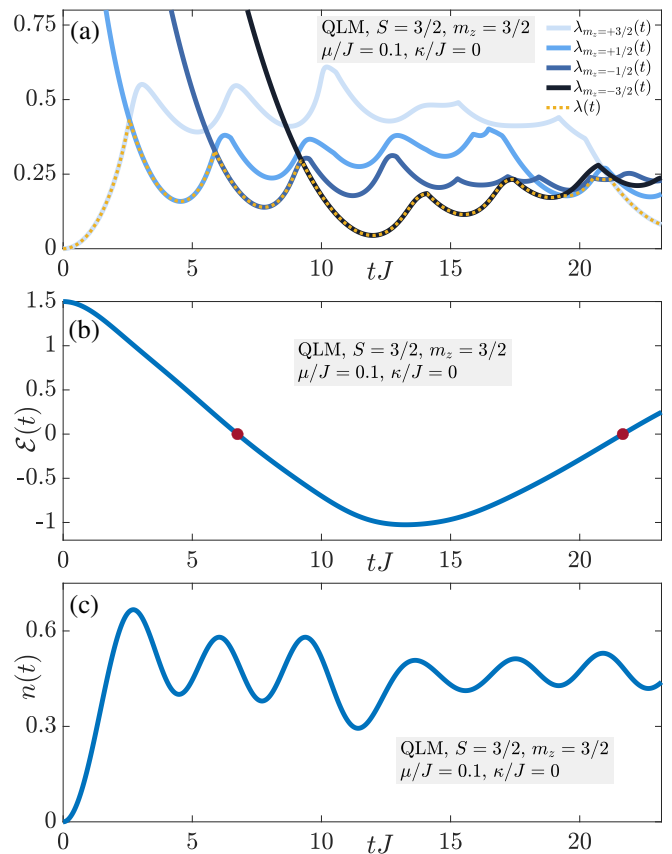 (a)
QLM, S = 3/2, m_z = 3/2
μ/J = 0.1, κ/J = 0
λ_{m_z=+3/2}(t)
λ_{m_z=+1/2}(t)
λ_{m_z=−1/2}(t)
λ_{m_z=−3/2}(t)
λ(t)
0.75
0.5
0.25
0
0 5 10 15 20
tJ
(b)
QLM, S = 3/2, m_z = 3/2
μ/J = 0.1, κ/J = 0
ℰ(t)
1.5
1
0.5
0
-0.5
-1
0 5 10 15 20
tJ
(c)
QLM, S = 3/2, m_z = 3/2
μ/J = 0.1, κ/J = 0
n(t)
0.6
0.3
0
0 5 10 15 20
tJ